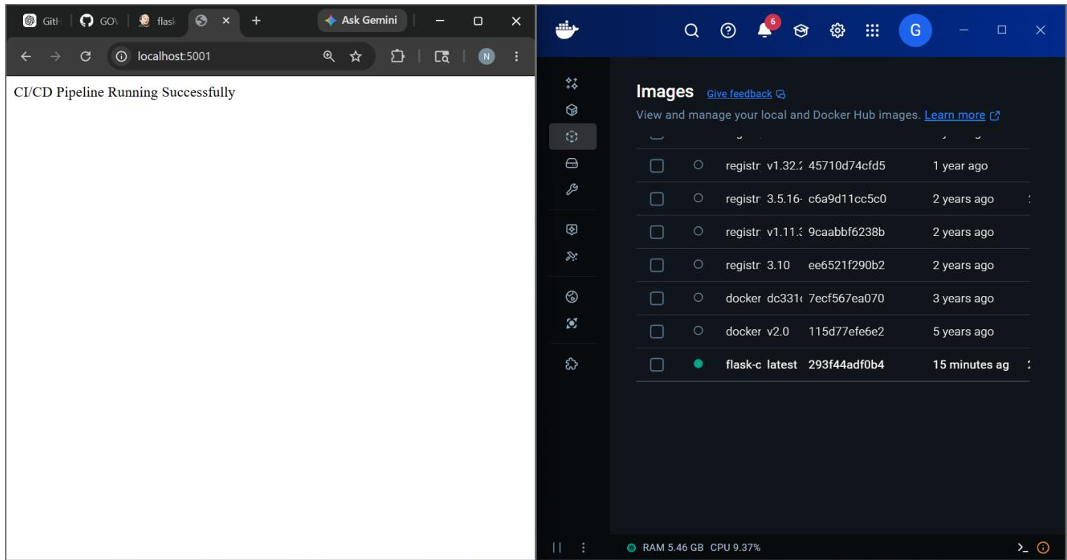 GitH
GOV
flask
Ask Gemini
localhost:5001
N
CI/CD Pipeline Running Successfully
6
G
Images
Give feedback
View and manage your local and Docker Hub images. Learn more
registr v1.32.2 45710d74cfd5 1 year ago
registr 3.5.16- c6a9d11cc5c0 2 years ago
registr v1.11.3 9caabbf6238b 2 years ago
registr 3.10 ee6521f290b2 2 years ago
docker dc331c 7ecf567ea070 3 years ago
docker v2.0 115d77efe6e2 5 years ago
flask-c latest 293f44adf0b4 15 minutes ag
RAM 5.46 GB CPU 9.37%